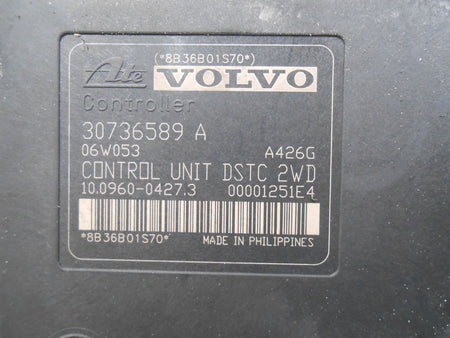 (*8B36B01S70*)
Ate VOLVO
Controller
30736589 A
06W053 A426G
CONTROL UNIT DSTC 2WD
10.0960-0427.3 00001251E4
*8B36B01S70* MADE IN PHILIPPINES